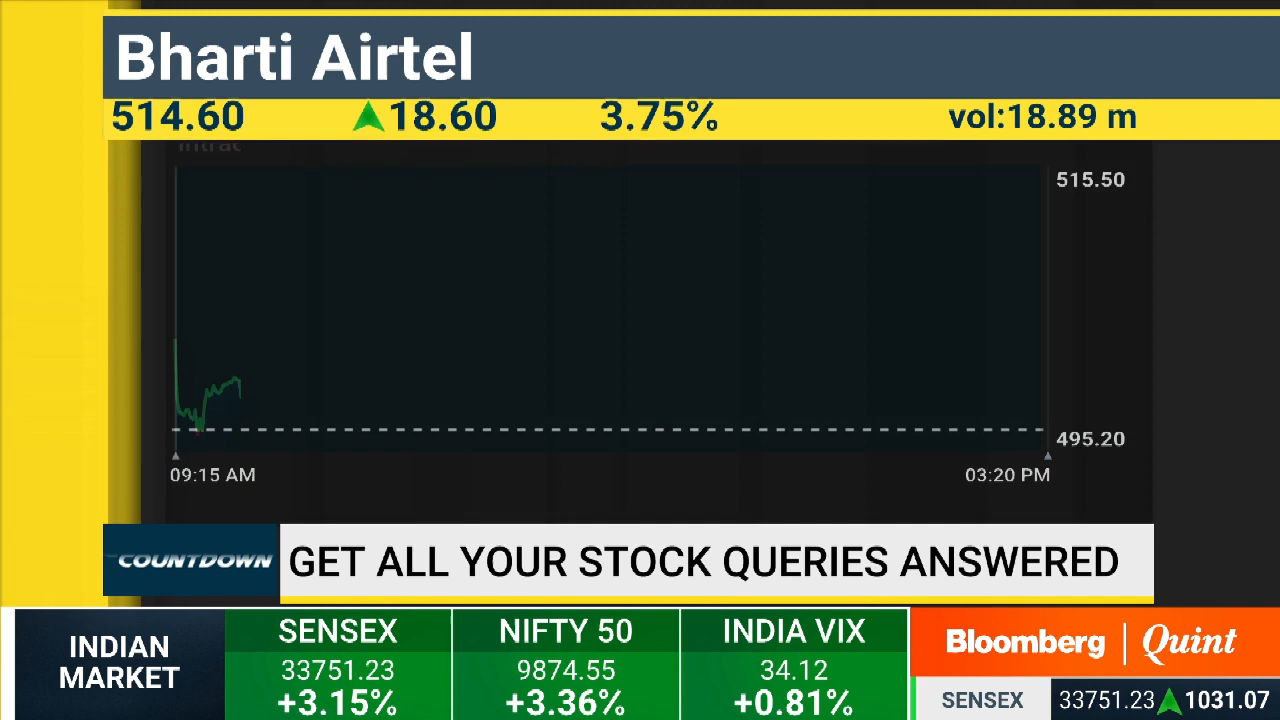 Bharti Airtel
514.60 18.60 3.75% vol:18.89 m
515.50
495.20
09:15 AM 03:20 PM
COUNTDOWN GET ALL YOUR STOCK QUERIES ANSWERED
INDIAN MARKET
SENSEX
33751.23
+3.15%
NIFTY 50
9874.55
+3.36%
INDIA VIX
34.12
+0.81%
Bloomberg | Quint
SENSEX 33751.23 1031.07